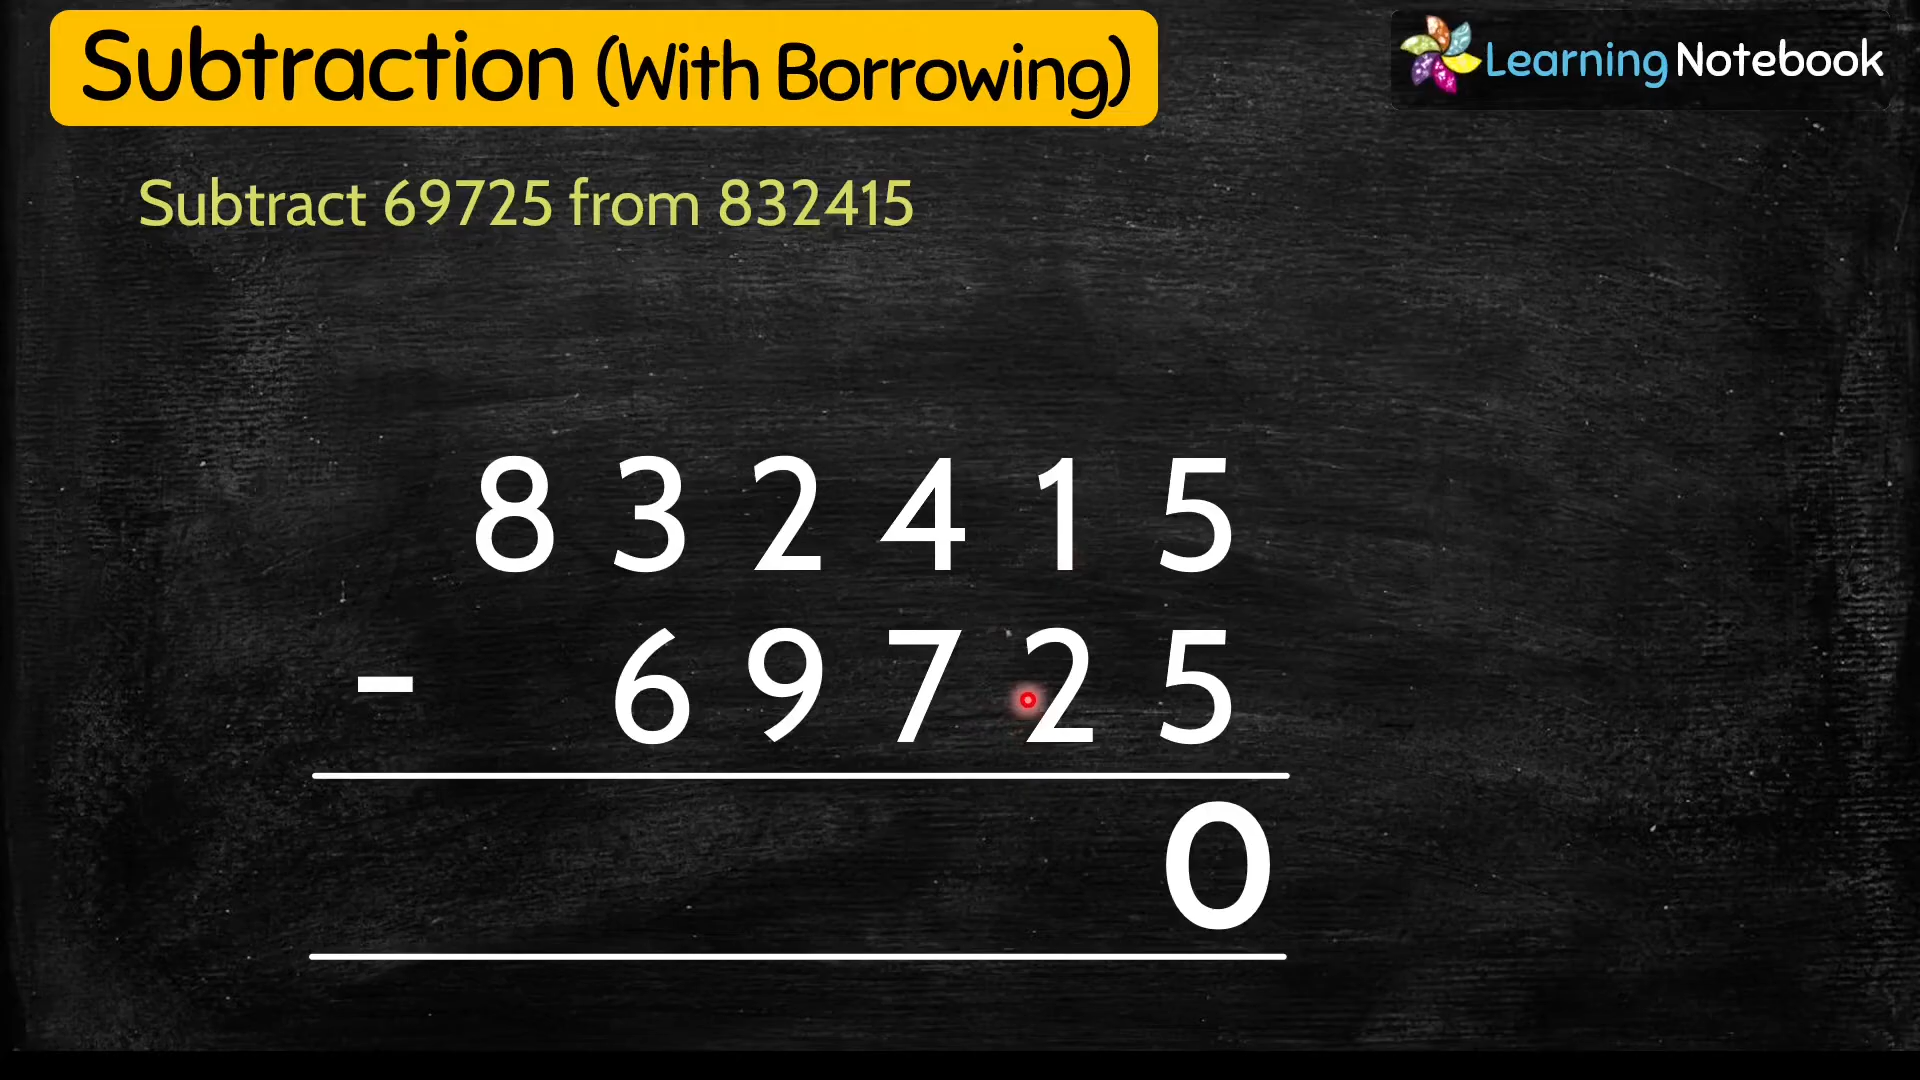 Subtraction (With Borrowing)
Learning Notebook
Subtract 69725 from 832415
8 3 2 4 1 5
- 6 9 7 2 5
0